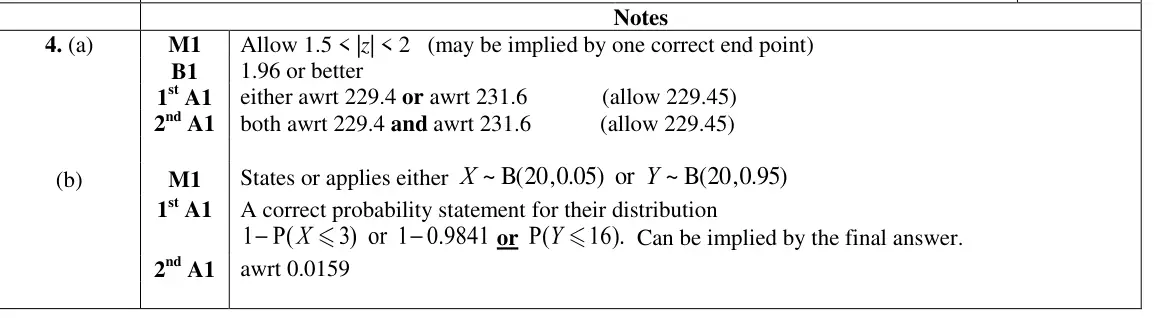 Notes
4. (a) M1 Allow 1.5 < |z| < 2 (may be implied by one correct end point)
B1 1.96 or better
1st A1 either awrt 229.4 or awrt 231.6 (allow 229.45)
2nd A1 both awrt 229.4 and awrt 231.6 (allow 229.45)
(b) M1 States or applies either X ~ B(20,0.05) or Y ~ B(20,0.95)
1st A1 A correct probability statement for their distribution
1−P(X ⩽3) or 1−0.9841 or P(Y ⩽16). Can be implied by the final answer.
2nd A1 awrt 0.0159